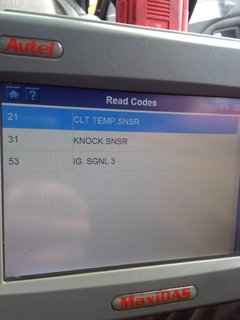 Autel
?
Read Codes
21 CLT TEMP.SNSR
31 KNOCK SNSR
53 IG. SGNL 3
MaxiDAS